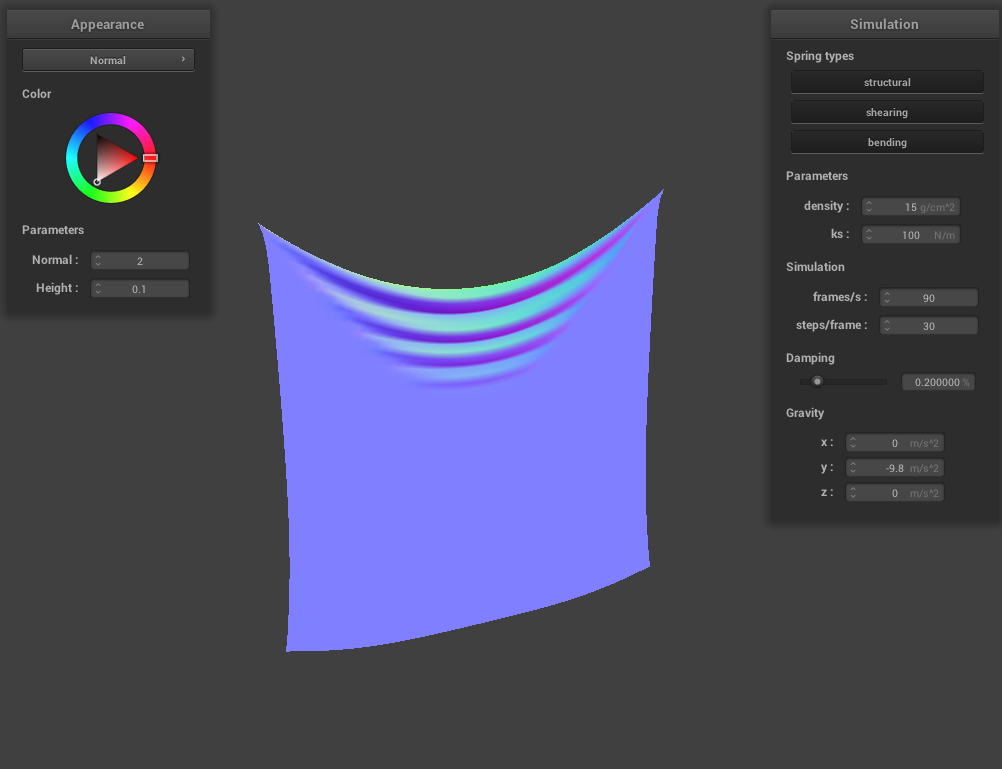 Appearance
Normal
Color
Parameters
Normal : 2
Height : 0.1
Simulation
Spring types
structural
shearing
bending
Parameters
density : 15 g/cm^2
ks : 100 N/m
Simulation
frames/s : 90
steps/frame : 30
Damping
0.200000 %
Gravity
x : 0 m/s^2
y : -9.8 m/s^2
z : 0 m/s^2